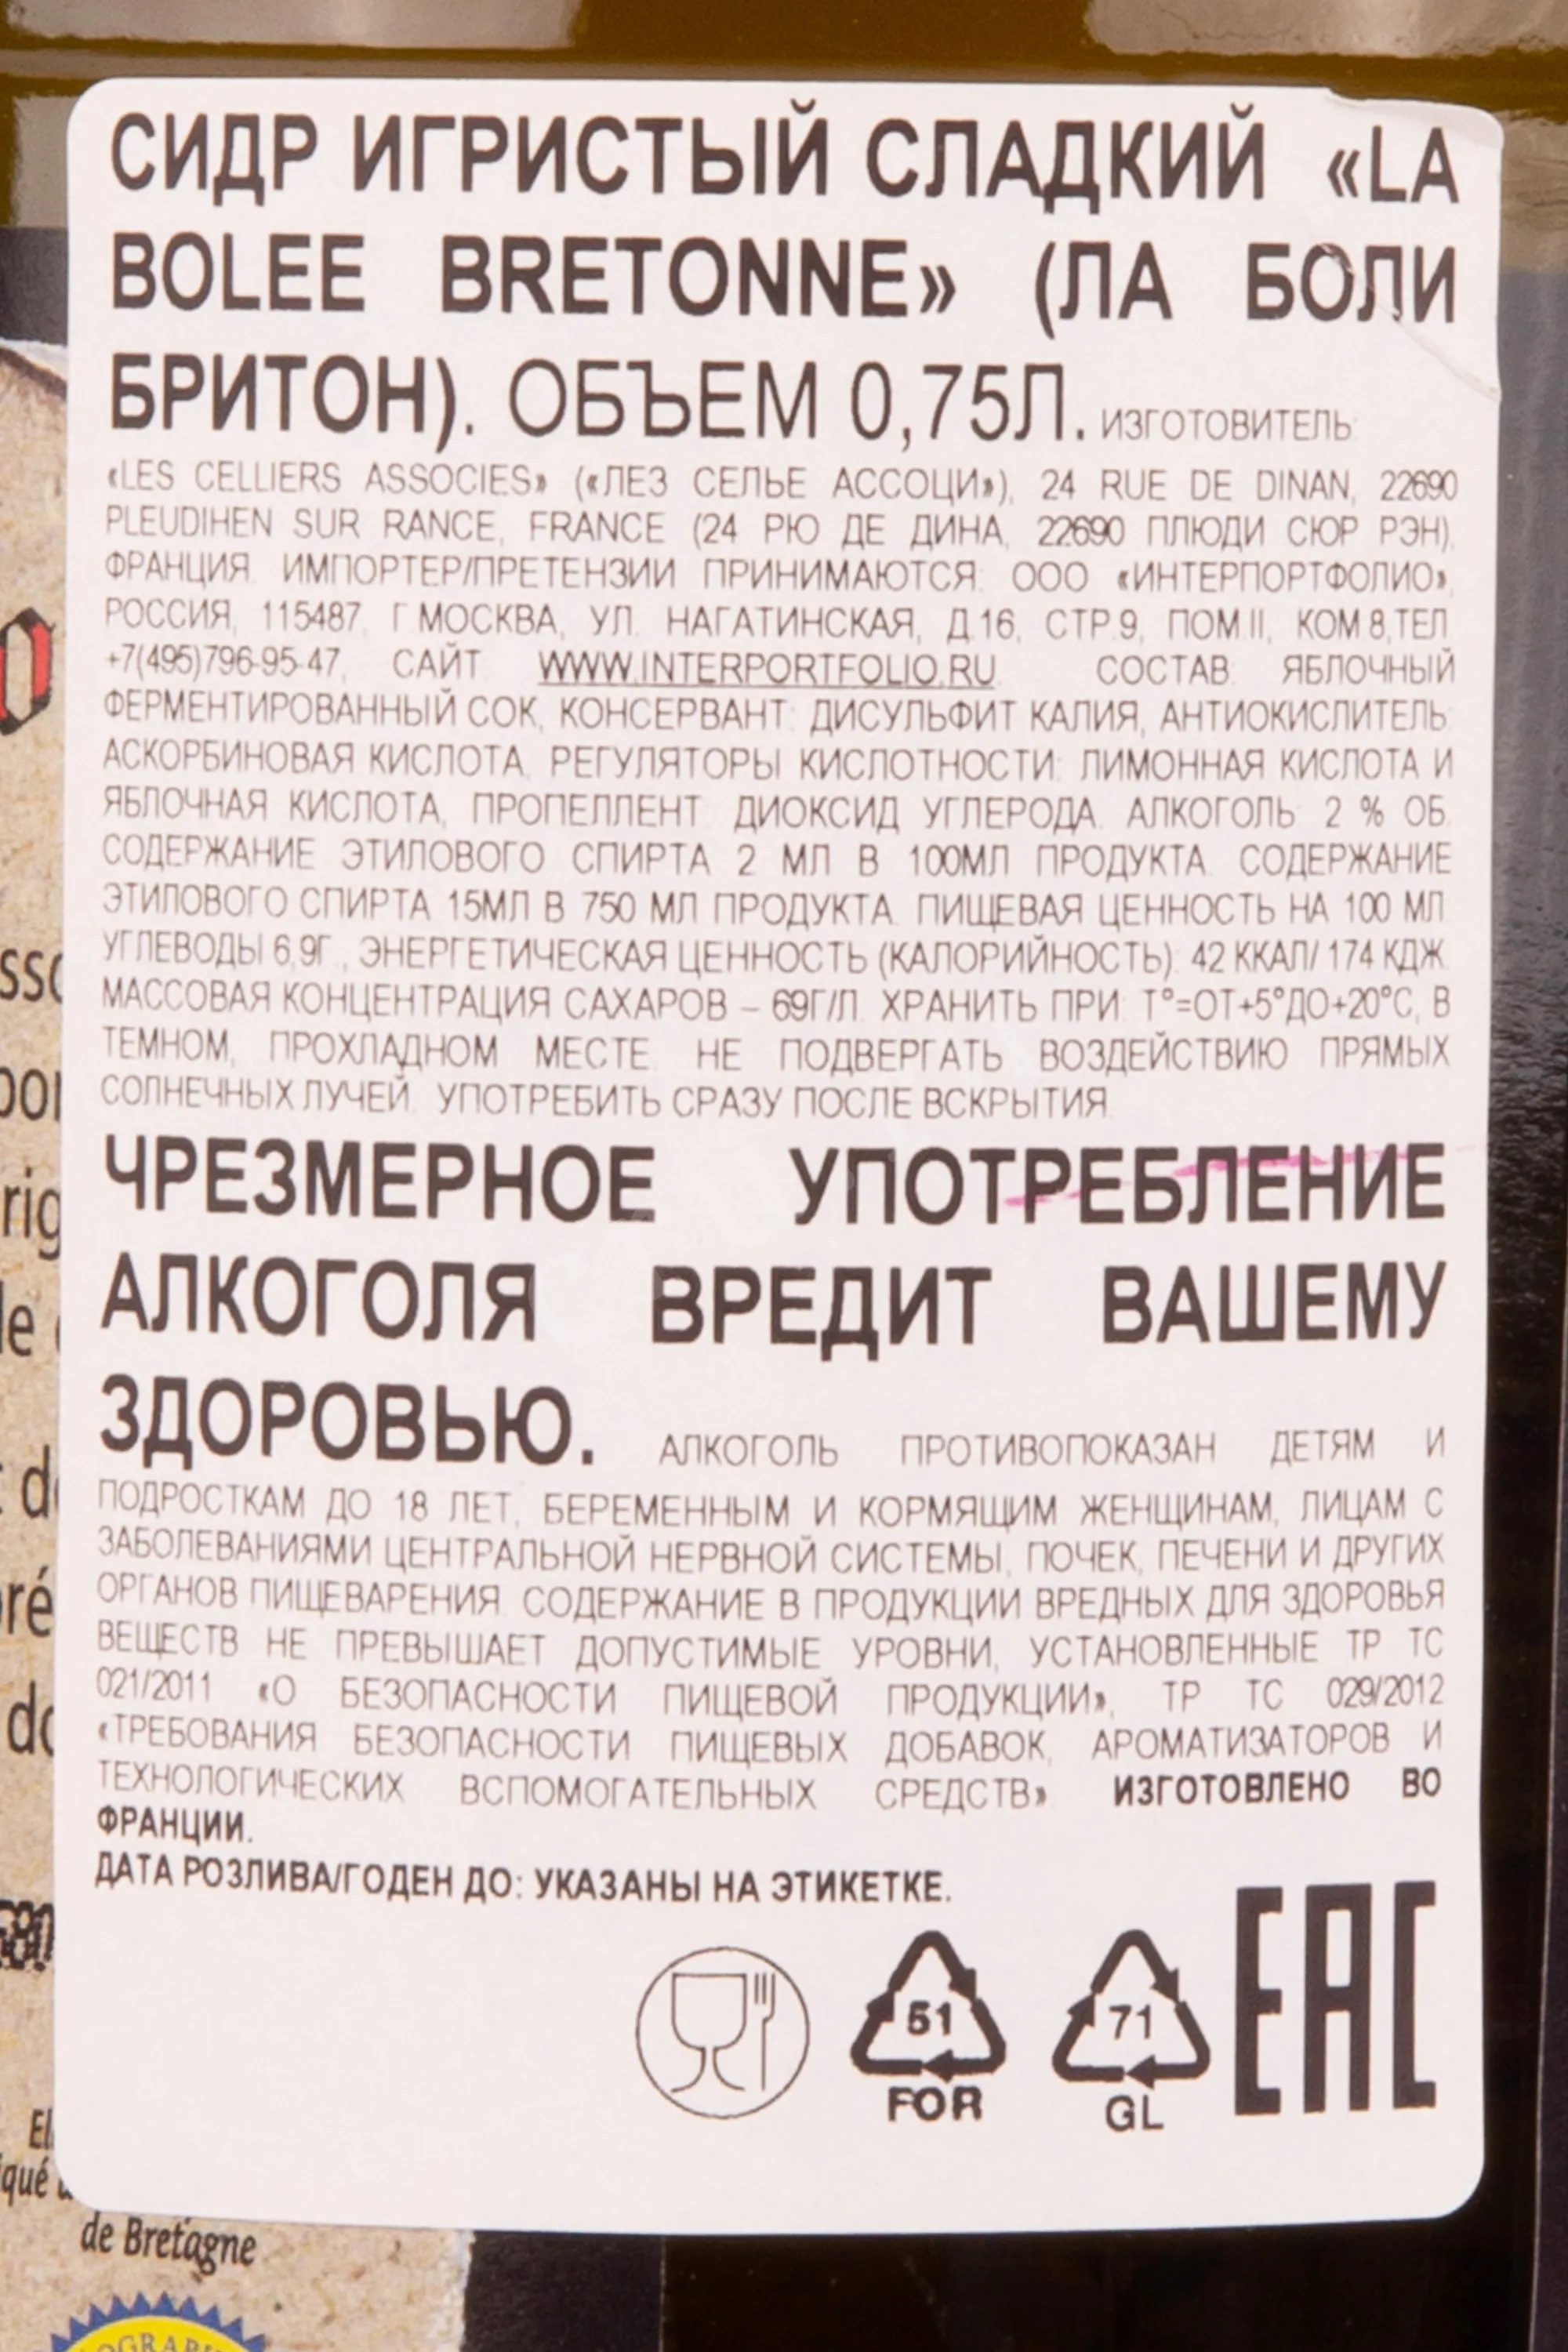 СИДР ИГРИСТЫЙ СЛАДКИЙ «LA
BOLEE BRETONNE» (ЛА БОЛИ
БРИТОН). ОБЪЕМ 0,75Л. ИЗГОТОВИТЕЛЬ:
«LES CELLIERS ASSOCIES» («ЛЕЗ СЕЛЬЕ АССОЦИ»), 24 RUE DE DINAN, 22690
PLEUDIHEN SUR RANCE, FRANCE (24 РЮ ДЕ ДИНА, 22690 ПЛЮДИ СЮР РЭН),
ФРАНЦИЯ. ИМПОРТЕР/ПРЕТЕНЗИИ ПРИНИМАЮТСЯ: ООО «ИНТЕРПОРТФОЛИО»,
РОССИЯ, 115487, Г.МОСКВА, УЛ. НАГАТИНСКАЯ, Д.16, СТР.9, ПОМ.II, КОМ.8,ТЕЛ.
+7(495)796-95-47, САЙТ: WWW.INTERPORTFOLIO.RU. СОСТАВ: ЯБЛОЧНЫЙ
ФЕРМЕНТИРОВАННЫЙ СОК, КОНСЕРВАНТ: ДИСУЛЬФИТ КАЛИЯ, АНТИОКИСЛИТЕЛЬ:
АСКОРБИНОВАЯ КИСЛОТА, РЕГУЛЯТОРЫ КИСЛОТНОСТИ: ЛИМОННАЯ КИСЛОТА И
ЯБЛОЧНАЯ КИСЛОТА, ПРОПЕЛЛЕНТ: ДИОКСИД УГЛЕРОДА. АЛКОГОЛЬ: 2 % ОБ.
СОДЕРЖАНИЕ ЭТИЛОВОГО СПИРТА 2 МЛ В 100МЛ ПРОДУКТА. СОДЕРЖАНИЕ
ЭТИЛОВОГО СПИРТА 15МЛ В 750 МЛ ПРОДУКТА. ПИЩЕВАЯ ЦЕННОСТЬ НА 100 МЛ:
УГЛЕВОДЫ 6,9Г., ЭНЕРГЕТИЧЕСКАЯ ЦЕННОСТЬ (КАЛОРИЙНОСТЬ): 42 ККАЛ/ 174 КДЖ.
МАССОВАЯ КОНЦЕНТРАЦИЯ САХАРОВ – 69Г/Л. ХРАНИТЬ ПРИ: Т°=ОТ+5°ДО+20°С, В
ТЕМНОМ, ПРОХЛАДНОМ МЕСТЕ. НЕ ПОДВЕРГАТЬ ВОЗДЕЙСТВИЮ ПРЯМЫХ
СОЛНЕЧНЫХ ЛУЧЕЙ. УПОТРЕБИТЬ СРАЗУ ПОСЛЕ ВСКРЫТИЯ.
ЧРЕЗМЕРНОЕ УПОТРЕБЛЕНИЕ
АЛКОГОЛЯ ВРЕДИТ ВАШЕМУ
ЗДОРОВЬЮ. АЛКОГОЛЬ ПРОТИВОПОКАЗАН ДЕТЯМ И
ПОДРОСТКАМ ДО 18 ЛЕТ, БЕРЕМЕННЫМ И КОРМЯЩИМ ЖЕНЩИНАМ, ЛИЦАМ С
ЗАБОЛЕВАНИЯМИ ЦЕНТРАЛЬНОЙ НЕРВНОЙ СИСТЕМЫ, ПОЧЕК, ПЕЧЕНИ И ДРУГИХ
ОРГАНОВ ПИЩЕВАРЕНИЯ. СОДЕРЖАНИЕ В ПРОДУКЦИИ ВРЕДНЫХ ДЛЯ ЗДОРОВЬЯ
ВЕЩЕСТВ НЕ ПРЕВЫШАЕТ ДОПУСТИМЫЕ УРОВНИ, УСТАНОВЛЕННЫЕ ТР ТС
021/2011 «О БЕЗОПАСНОСТИ ПИЩЕВОЙ ПРОДУКЦИИ», ТР ТС 029/2012
«ТРЕБОВАНИЯ БЕЗОПАСНОСТИ ПИЩЕВЫХ ДОБАВОК, АРОМАТИЗАТОРОВ И
ТЕХНОЛОГИЧЕСКИХ ВСПОМОГАТЕЛЬНЫХ СРЕДСТВ». ИЗГОТОВЛЕНО ВО
ФРАНЦИИ.
ДАТА РОЗЛИВА/ГОДЕН ДО: УКАЗАНЫ НА ЭТИКЕТКЕ.
51
FOR
71
GL
EAC
de Bretagne